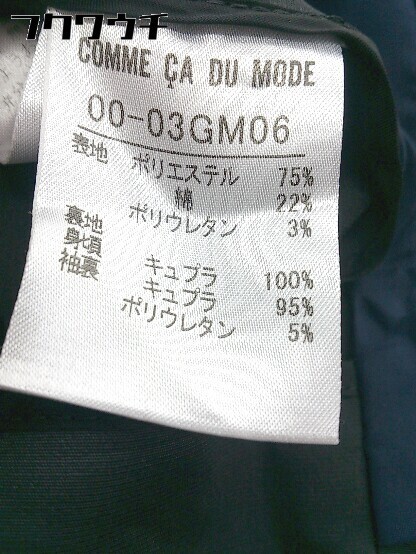 フクワウチ
COMME ÇA DU MODE
00-03GM06
表地 ポリエステル 75%
綿 22%
ポリウレタン 3%
裏地
身頃 キュプラ 100%
袖裏 キュプラ 95%
ポリウレタン 5%